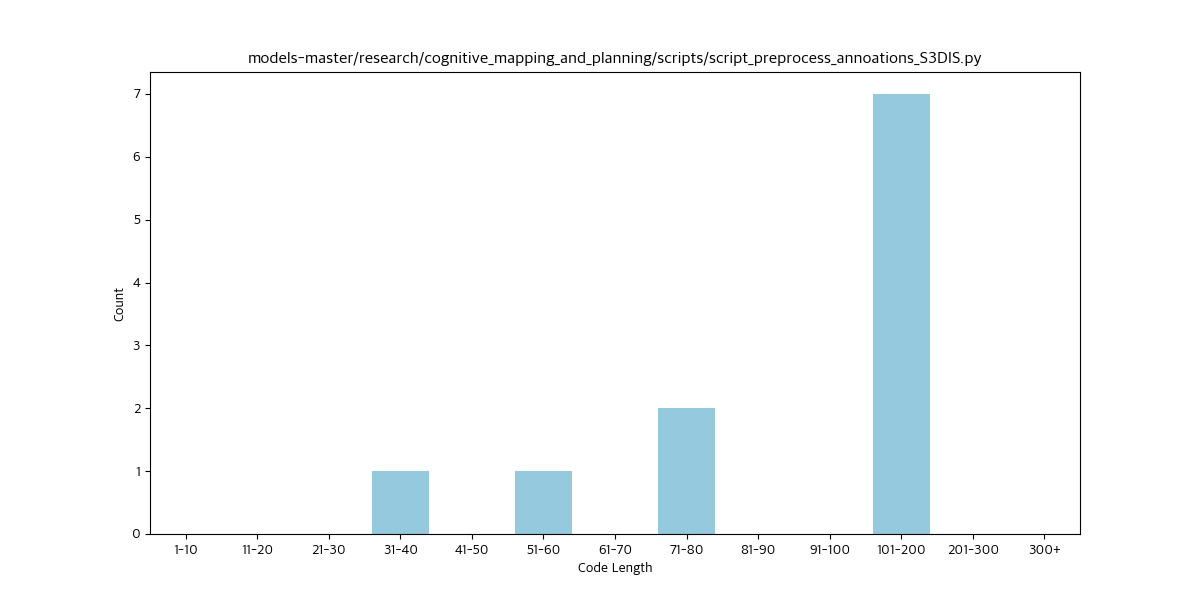 models-master/research/cognitive_mapping_and_planning/scripts/script_preprocess_annoations_S3DIS.py
7
6
5
4
3
2
1
0
Count
1-10 11-20 21-30 31-40 41-50 51-60 61-70 71-80 81-90 91-100 101-200 201-300 300+
Code Length